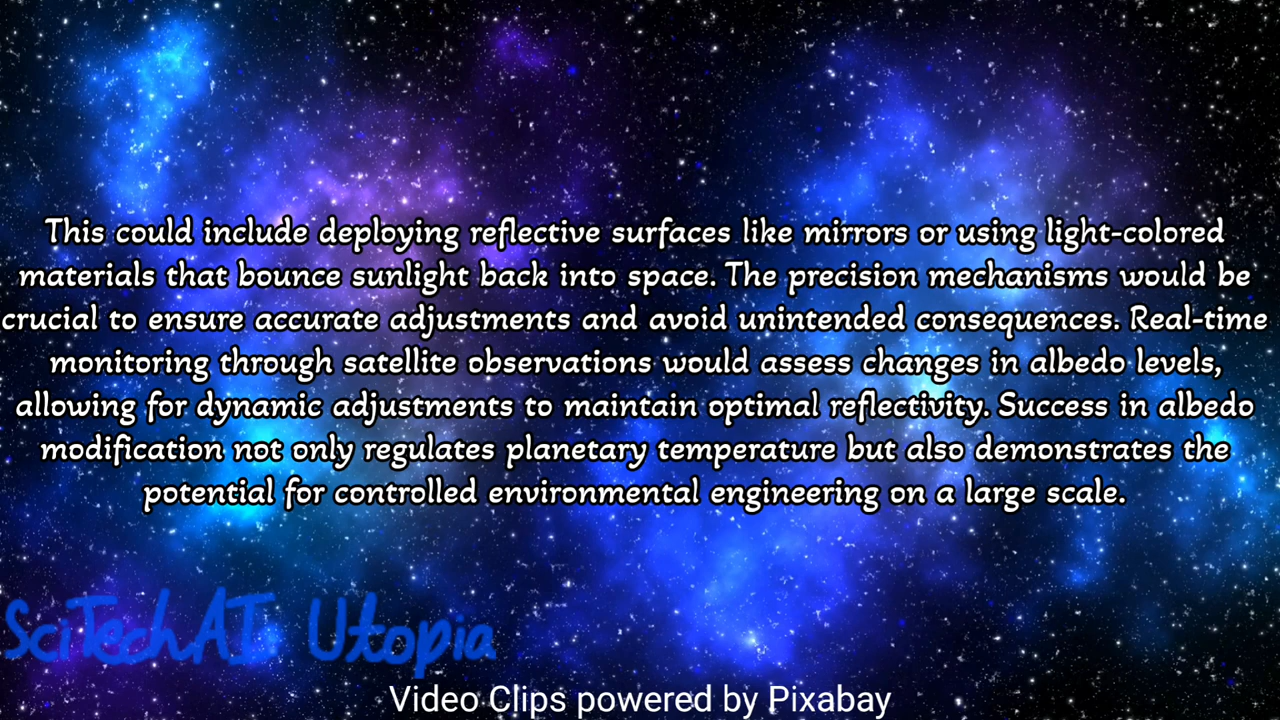 This could include deploying reflective surfaces like mirrors or using light-colored
materials that bounce sunlight back into space. The precision mechanisms would be
crucial to ensure accurate adjustments and avoid unintended consequences. Real-time
monitoring through satellite observations would assess changes in albedo levels,
allowing for dynamic adjustments to maintain optimal reflectivity. Success in albedo
modification not only regulates planetary temperature but also demonstrates the
potential for controlled environmental engineering on a large scale.
SciTechAI Utopia
Video Clips powered by Pixabay